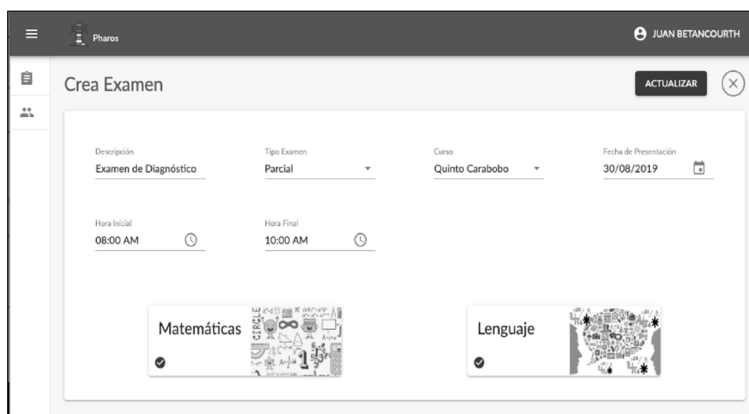 Pharos
JUAN BETANCOURTH
Crea Examen
ACTUALIZAR
Descripción
Tipo Examen
Curso
Fecha de Presentación
Examen de Diagnóstico
Parcial
Quinto Carabobo
30/08/2019
Hora Inicial
Hora Final
08:00 AM
10:00 AM
Matemáticas
CIRCLE
Lenguaje